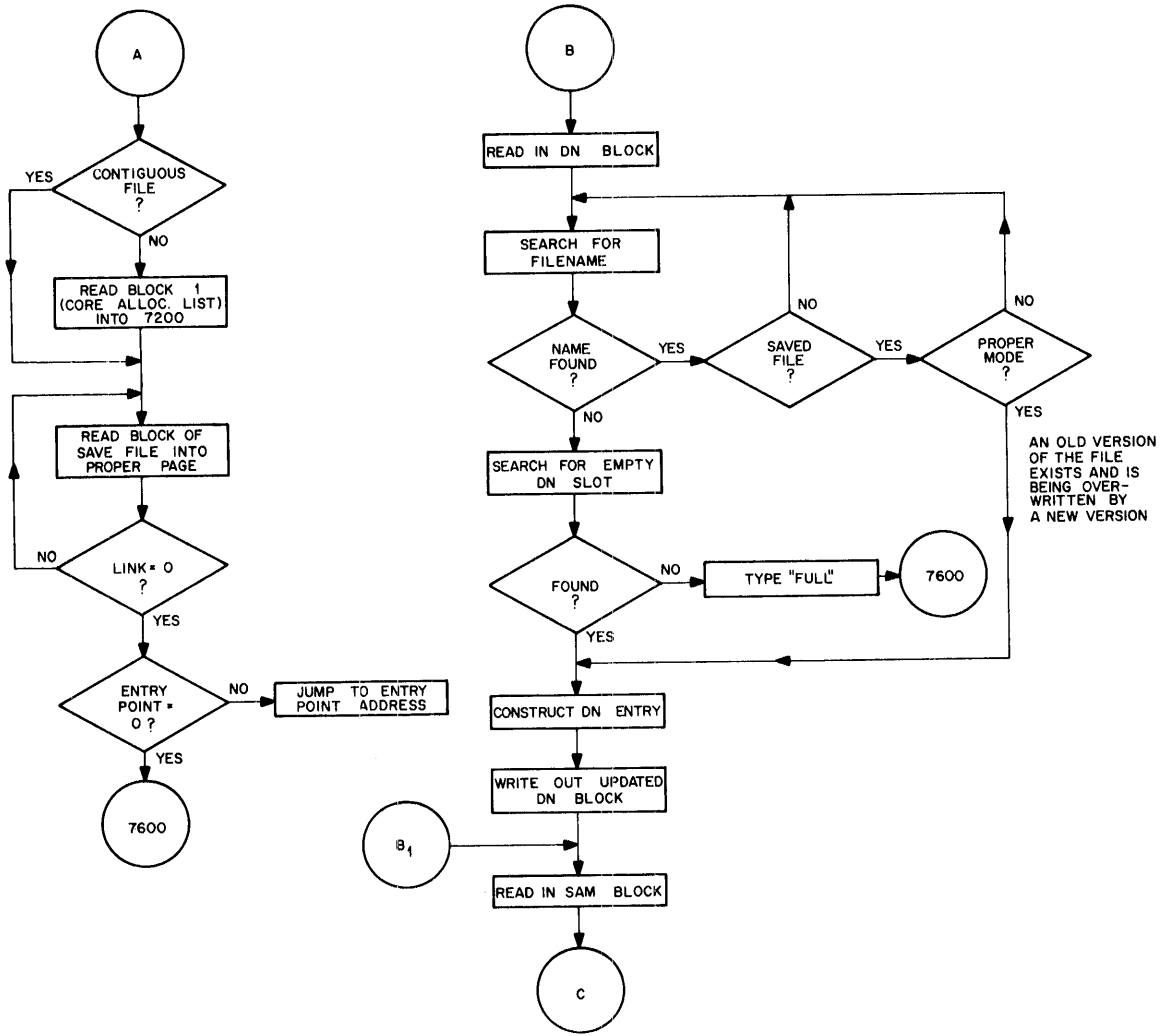 A
CONTIGUOUS
FILE
?
YES
NO
READ BLOCK 1
(CORE ALLOC. LIST)
INTO 7200
READ BLOCK OF
SAVE FILE INTO
PROPER PAGE
LINK = 0
?
NO
YES
ENTRY
POINT =
0 ?
NO
JUMP TO ENTRY
POINT ADDRESS
YES
7600
B
READ IN DN BLOCK
SEARCH FOR
FILENAME
NAME
FOUND
?
YES
NO
SAVED
FILE
?
NO
YES
PROPER
MODE
?
NO
YES
AN OLD VERSION
OF THE FILE
EXISTS AND IS
BEING OVER-
WRITTEN BY
A NEW VERSION
SEARCH FOR EMPTY
DN SLOT
FOUND
?
NO
TYPE "FULL"
7600
YES
CONSTRUCT DN ENTRY
WRITE OUT UPDATED
DN BLOCK
B1
READ IN SAM BLOCK
C